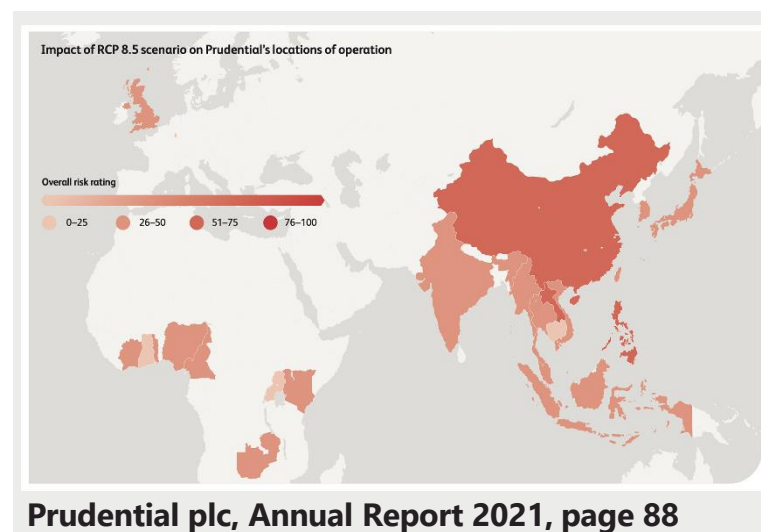 Impact of RCP 8.5 scenario on Prudential's locations of operation
Overall risk rating
0–25 26–50 51–75 76–100
Prudential plc, Annual Report 2021, page 88